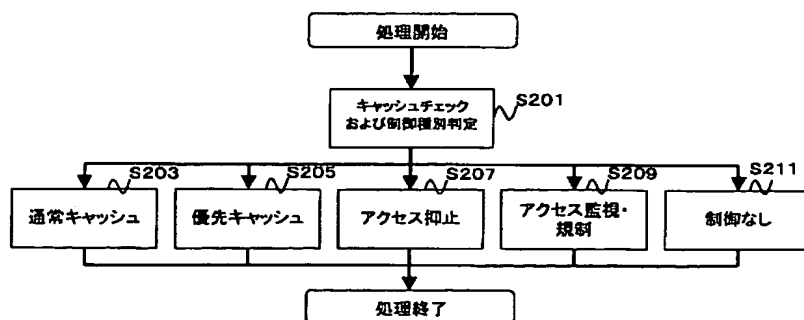 処理開始
キャッシュチェック
および制御種別判定
S201
S203
S205
S207
S209
S211
通常キャッシュ
優先キャッシュ
アクセス抑止
アクセス監視・
規制
制御なし
処理終了